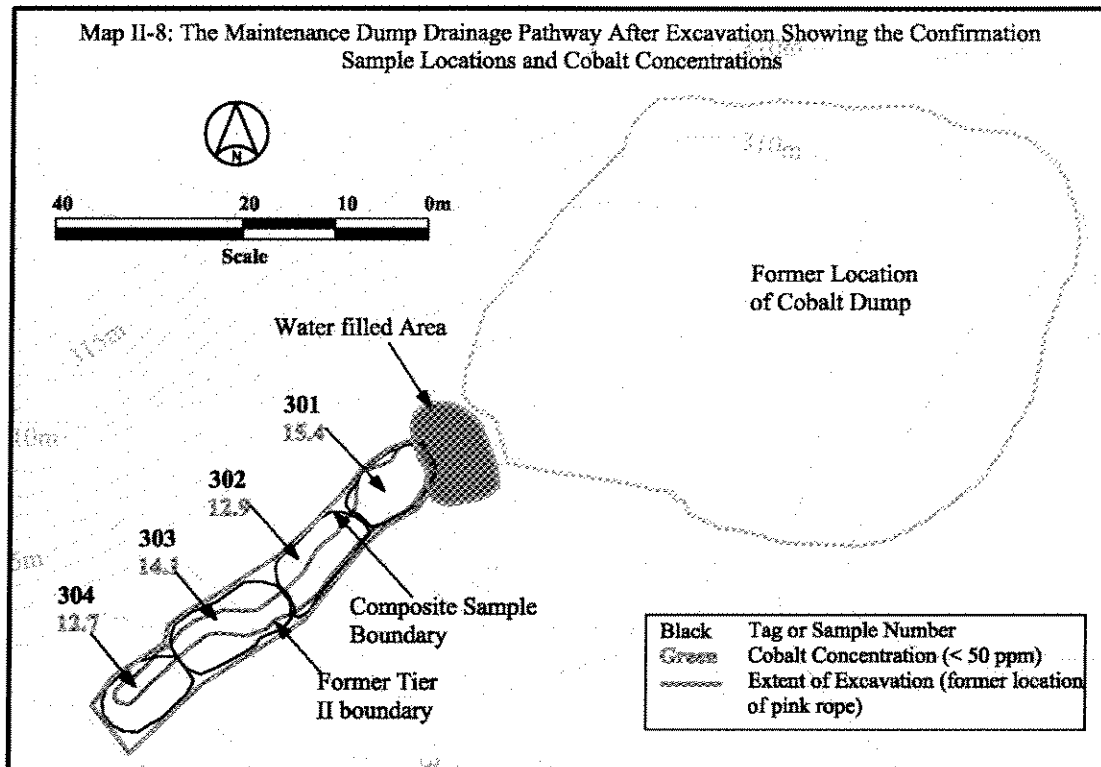 Map II-8: The Maintenance Dump Drainage Pathway After Excavation Showing the Confirmation
Sample Locations and Cobalt Concentrations
310m
40 20 10 0m
Scale
Former Location
of Cobalt Dump
Water filled Area
315m
301
15.4
302
12.9
303
14.1
304
12.7
Composite Sample
Boundary
Former Tier
II boundary
Black Tag or Sample Number
Green Cobalt Concentration (< 50 ppm)
Extent of Excavation (former location
of pink rope)